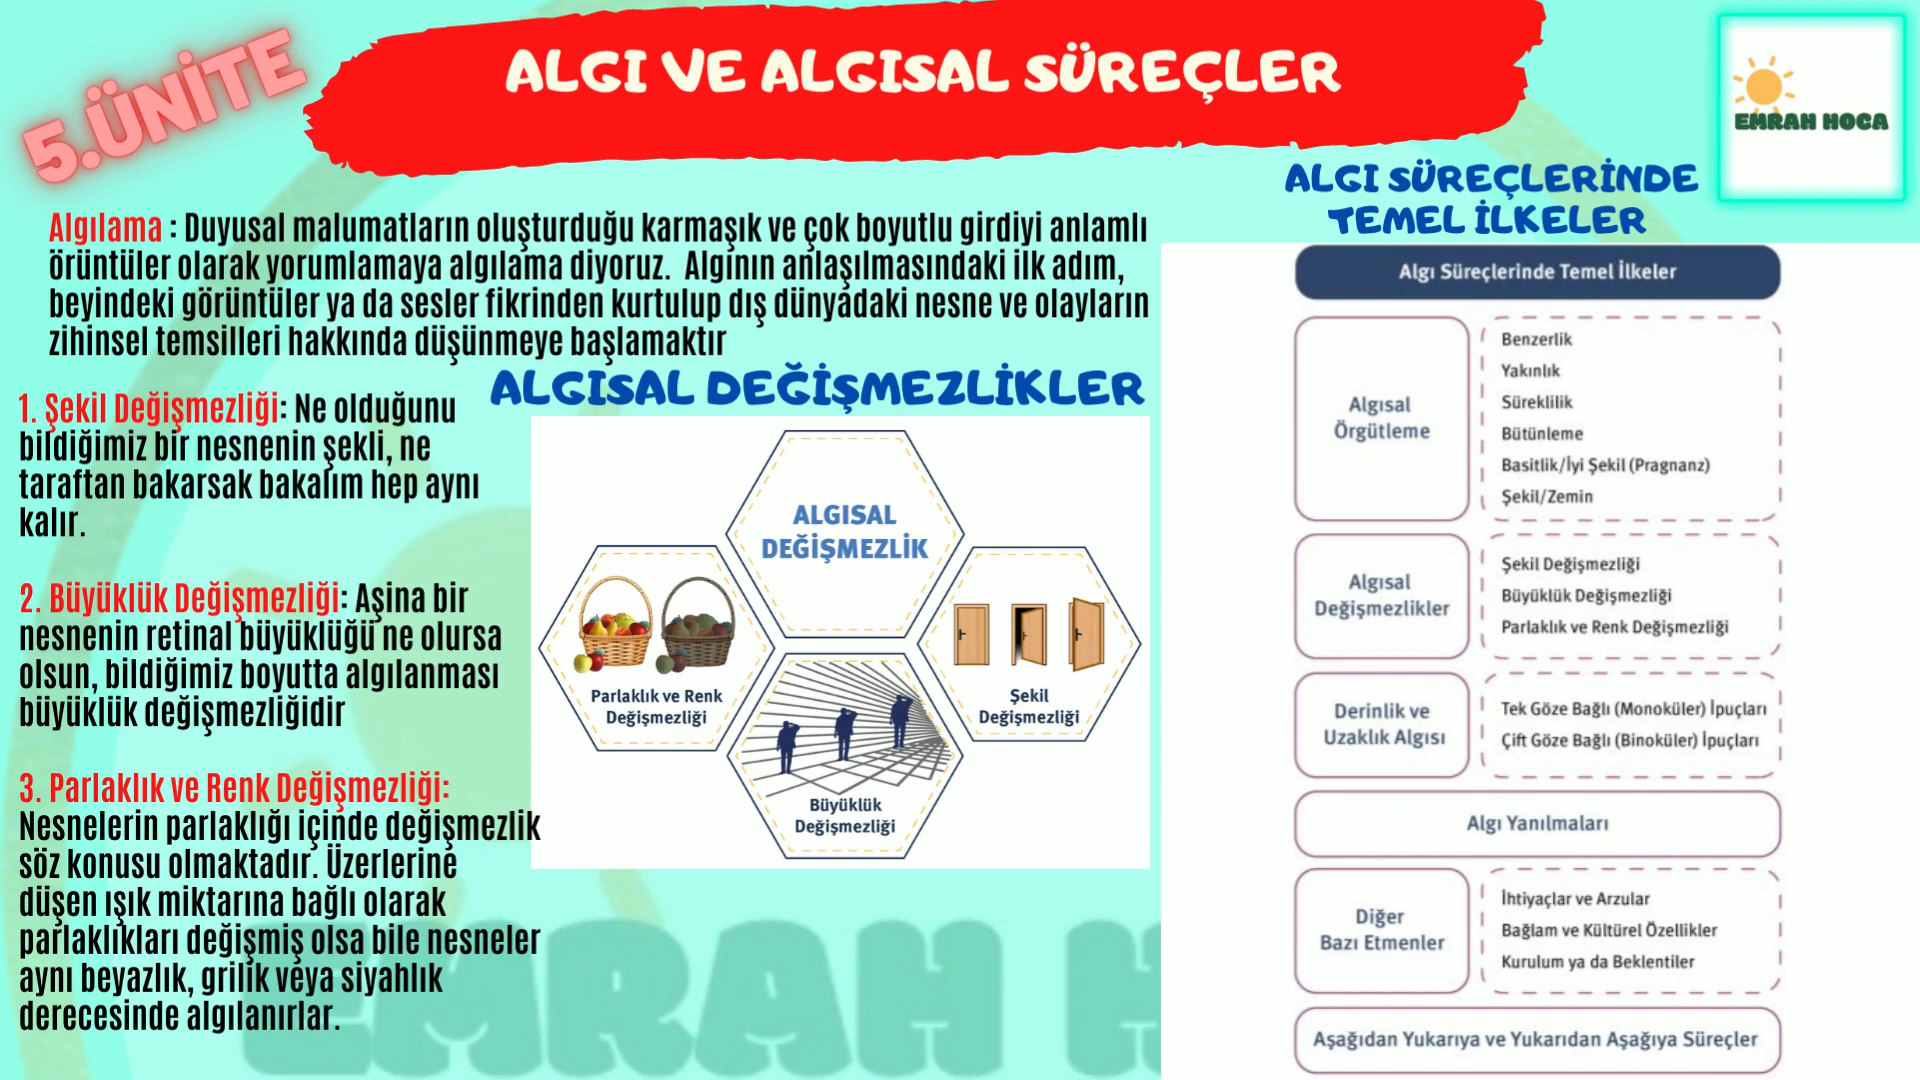 5.ÜNİTE
ALGI VE ALGISAL SÜREÇLER
EMRAH HOCA
Algılama : Duyusal malumatların oluşturduğu karmaşık ve çok boyutlu girdiyi anlamlı
örüntüler olarak yorumlamaya algılama diyoruz. Algının anlaşılmasındaki ilk adım,
beyindeki görüntüler ya da sesler fikrinden kurtulup dış dünyadaki nesne ve olayların
zihinsel temsilleri hakkında düşünmeye başlamaktır
ALGISAL DEĞİŞMEZLİKLER
1. Şekil Değişmezliği: Ne olduğunu
bildiğimiz bir nesnenin şekli, ne
taraftan bakarsak bakalım hep aynı
kalır.
2. Büyüklük Değişmezliği: Aşina bir
nesnenin retinal büyüklüğü ne olursa
olsun, bildiğimiz boyutta algılanması
büyüklük değişmezliğidir
3. Parlaklık ve Renk Değişmezliği:
Nesnelerin parlaklığı içinde değişmezlik
söz konusu olmaktadır. Üzerlerine
düşen ışık miktarına bağlı olarak
parlaklıkları değişmiş olsa bile nesneler
aynı beyazlık, grilik veya siyahlık
derecesinde algılanırlar.
ALGISAL
DEĞİŞMEZLİK
Parlaklık ve Renk
Değişmezliği
Şekil
Değişmezliği
Büyüklük
Değişmezliği
ALGI SÜREÇLERİNDE
TEMEL İLKELER
Algı Süreçlerinde Temel İlkeler
Algısal
Örgütleme
Benzerlik
Yakınlık
Süreklilik
Bütünleme
Basitlik/İyi Şekil (Pragnanz)
Şekil/Zemin
Algısal
Değişmezlikler
Şekil Değişmezliği
Büyüklük Değişmezliği
Parlaklık ve Renk Değişmezliği
Derinlik ve
Uzaklık Algısı
Tek Göze Bağlı (Monoküler) İpuçları
Çift Göze Bağlı (Binoküler) İpuçları
Algı Yanılmaları
Diğer
Bazı Etmenler
İhtiyaçlar ve Arzular
Bağlam ve Kültürel Özellikler
Kurulum ya da Beklentiler
Aşağıdan Yukarıya ve Yukarıdan Aşağıya Süreçler
EMRAH H